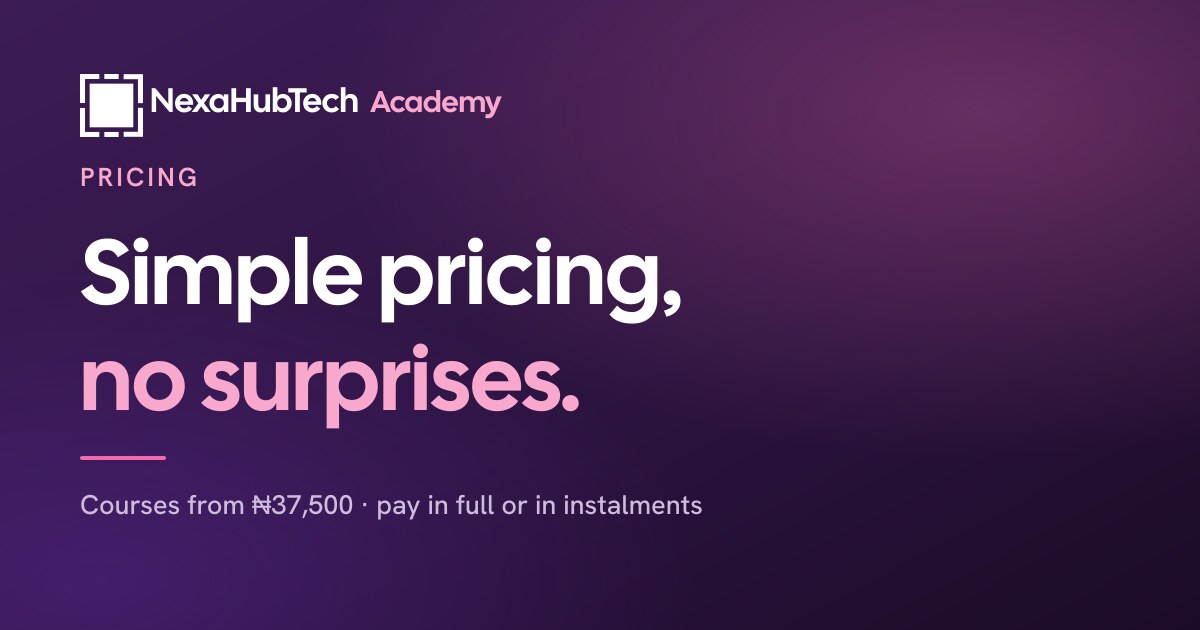 NexaHubTech Academy
PRICING
Simple pricing,
no surprises.
Courses from ₦37,500 · pay in full or in instalments